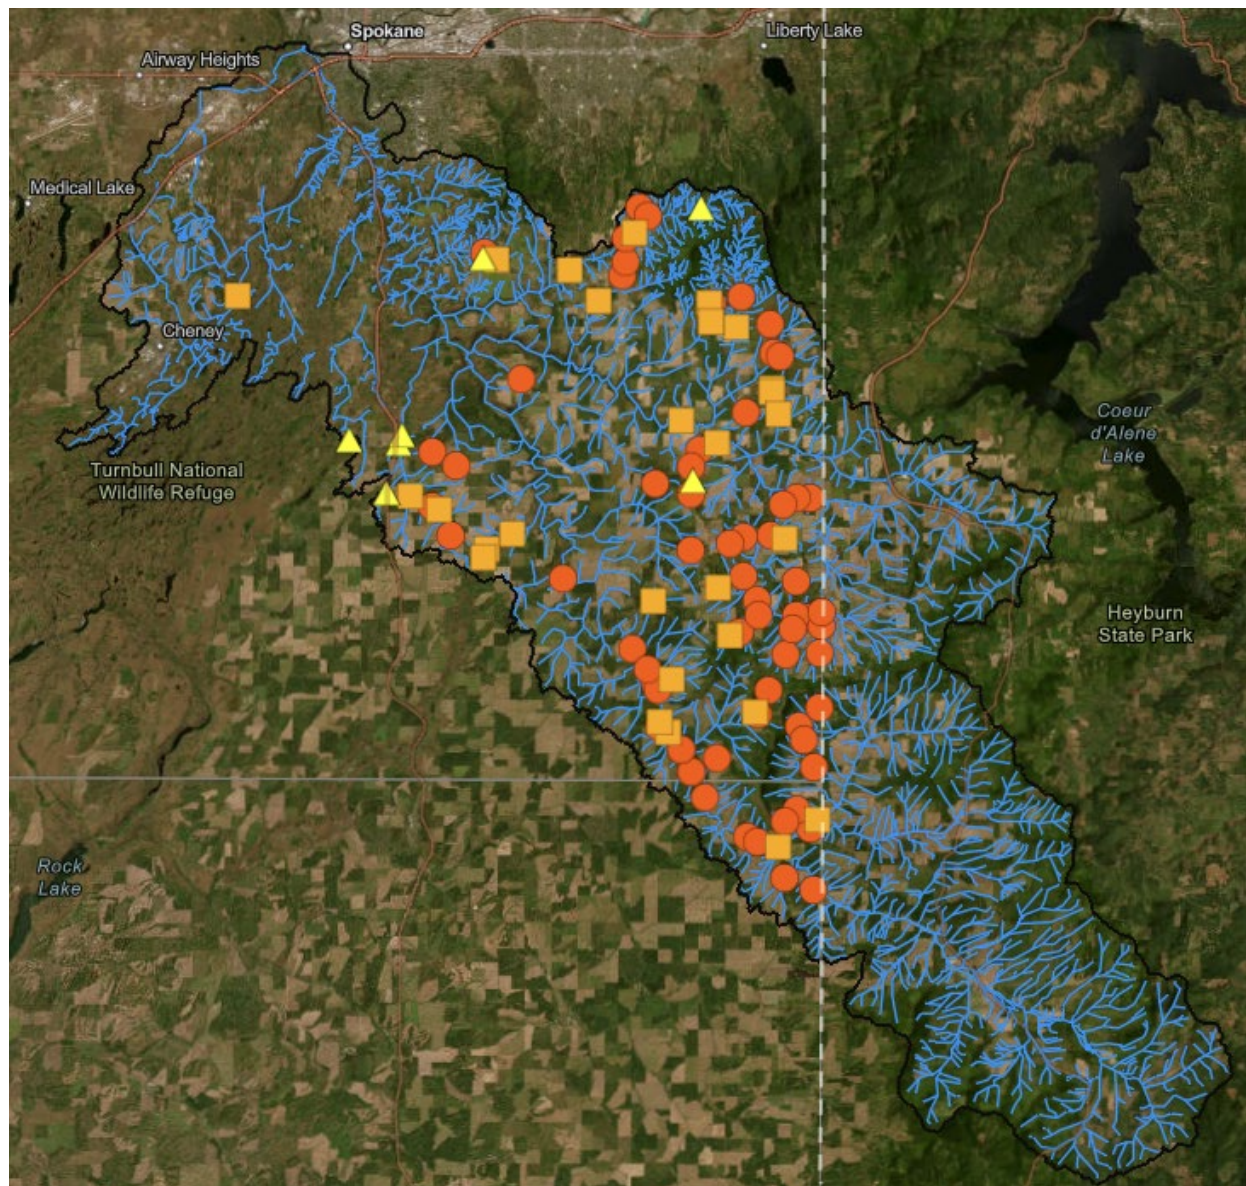 Spokane
Liberty Lake
Airway Heights
Medical Lake
Cheney
Coeur
d'Alene
Lake
Turnbull National
Wildlife Refuge
Heyburn
State Park
Rock
Lake